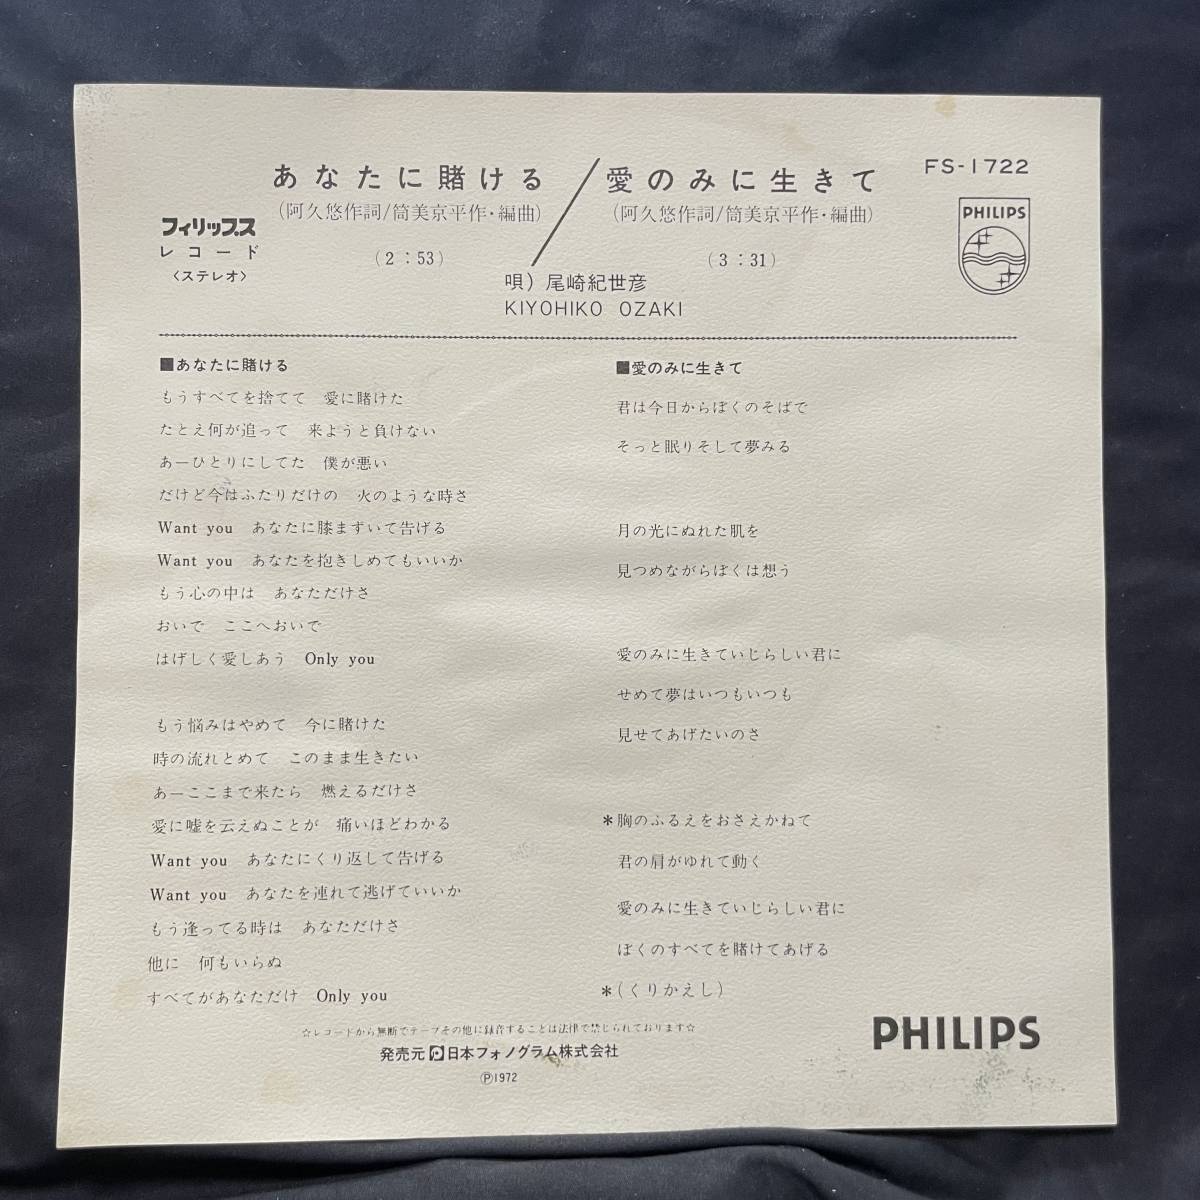 あなたに賭ける／愛のみに生きて
FS-1722
(阿久悠作詞/筒美京平作・編曲)
(阿久悠作詞/筒美京平作・編曲)
フィリップス
レコード
〈ステレオ〉
(2:53)
(3:31)
PHILIPS
唄) 尾崎紀世彦
KIYOHIKO OZAKI
■あなたに賭ける
もうすべてを捨てて 愛に賭けた
たとえ何が追って 来ようと負けない
あーひとりにしてた 僕が悪い
だけど今はふたりだけの 火のような時さ
Want you あなたに膝まずいて告げる
Want you あなたを抱きしめてもいいか
もう心の中は あなただけさ
おいで ここへおいで
はげしく愛しあう Only you
もう悩みはやめて 今に賭けた
時の流れとめて このまま生きたい
あーここまで来たら 燃えるだけさ
愛に嘘を云えぬことが 痛いほどわかる
Want you あなたにくり返して告げる
Want you あなたを連れて逃げていいか
もう逢ってる時は あなただけさ
他に 何もいらぬ
すべてがあなただけ Only you
■愛のみに生きて
君は今日からぼくのそばで
そっと眠りそして夢みる
月の光にぬれた肌を
見つめながらぼくは想う
愛のみに生きていじらしい君に
せめて夢はいつもいつも
見せてあげたいのさ
＊胸のふるえをおさえかねて
君の肩がゆれて動く
愛のみに生きていじらしい君に
ぼくのすべてを賭けてあげる
＊(くりかえし)
☆レコードから無断でテープその他に録音することは法律で禁じられております☆
発売元 日本フォノグラム株式会社
Ⓟ1972
PHILIPS